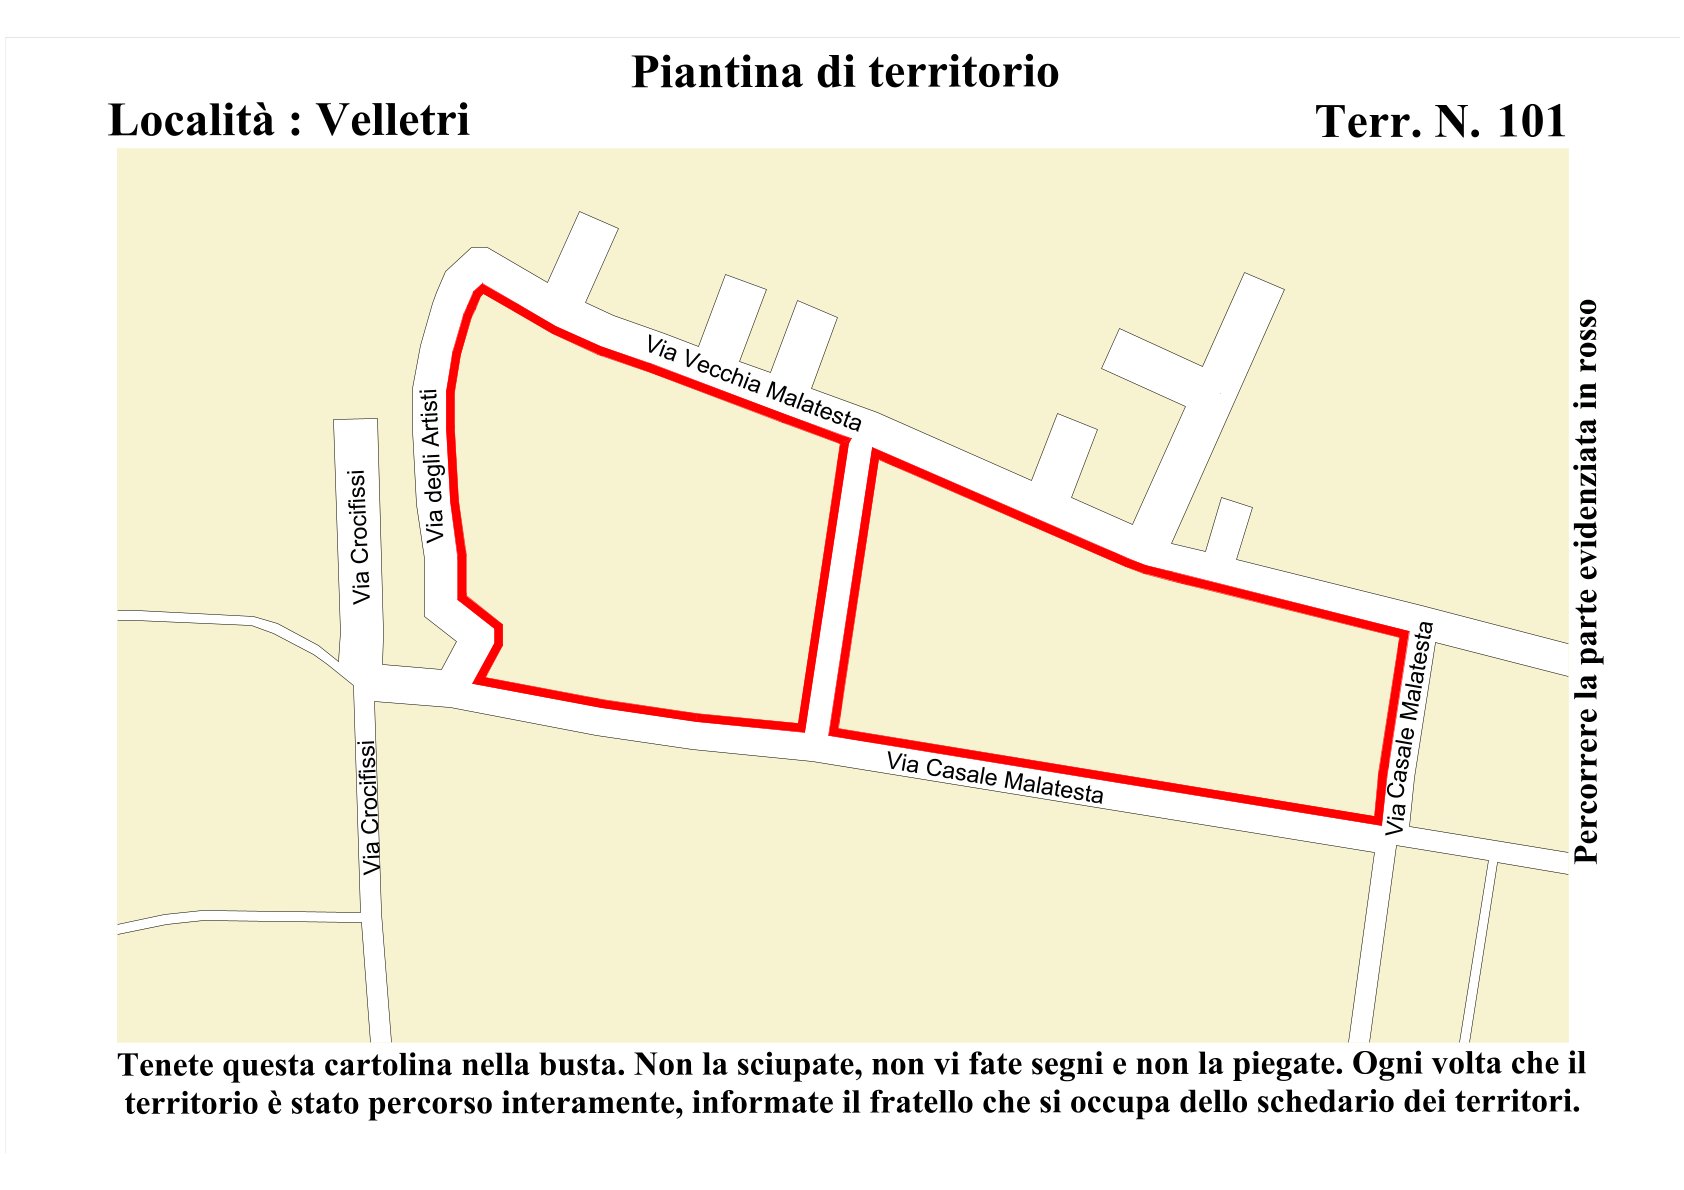 Piantina di territorio
Località : Velletri
Terr. N. 101
Via Vecchia Malatesta
Via degli Artisti
Via Crocifissi
Via Casale Malatesta
Via Casale Malatesta
Via Crocifissi
Percorrere la parte evidenziata in rosso
Tenete questa cartolina nella busta. Non la sciupate, non vi fate segni e non la piegate. Ogni volta che il
territorio è stato percorso interamente, informate il fratello che si occupa dello schedario dei territori.